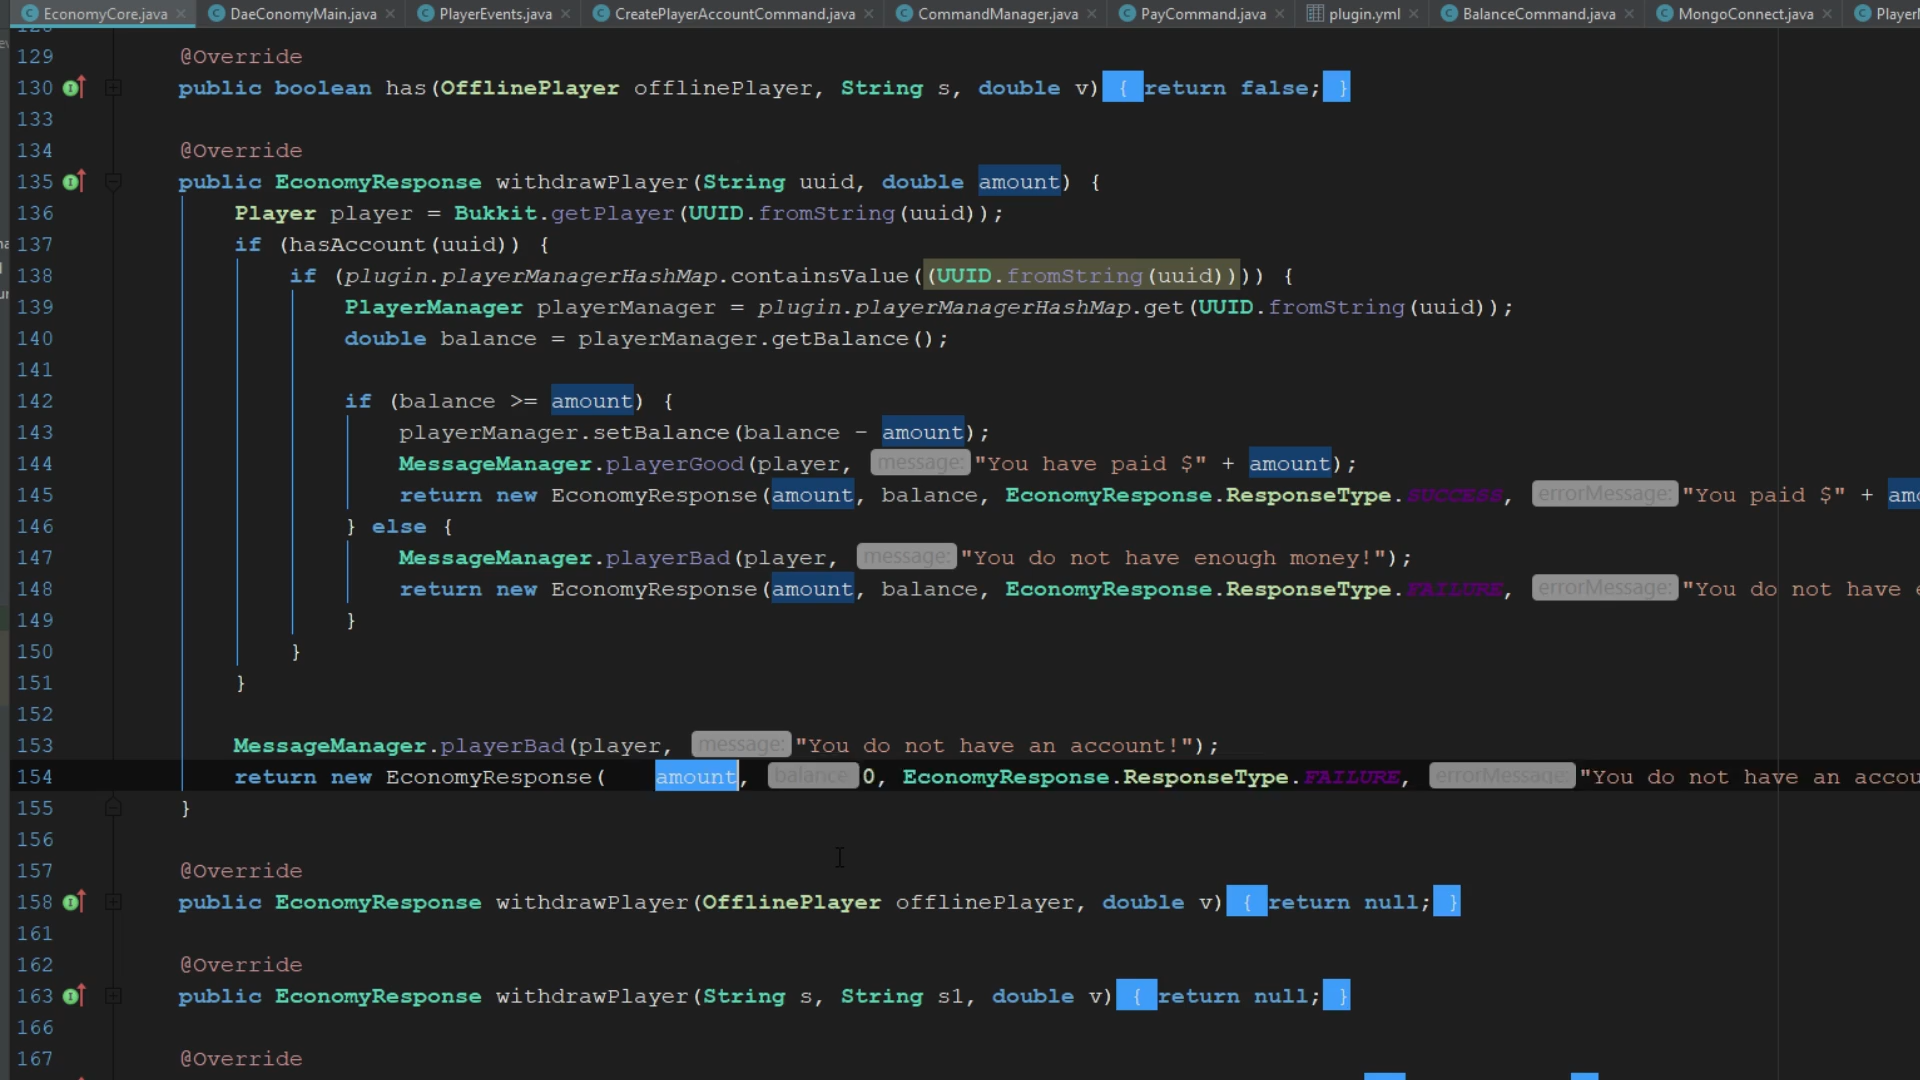 EconomyCore.java DaeConomyMain.java PlayerEvents.java CreatePlayerAccountCommand.java CommandManager.java PayCommand.java plugin.yml BalanceCommand.java MongoConnect.java Player
129 @Override
130 public boolean has(OfflinePlayer offlinePlayer, String s, double v) { return false; }
133
134 @Override
135 public EconomyResponse withdrawPlayer(String uuid, double amount) {
136 Player player = Bukkit.getPlayer(UUID.fromString(uuid));
137 if (hasAccount(uuid)) {
138 if (plugin.playerManagerHashMap.containsValue((UUID.fromString(uuid)))) {
139 PlayerManager playerManager = plugin.playerManagerHashMap.get(UUID.fromString(uuid));
140 double balance = playerManager.getBalance();
141
142 if (balance >= amount) {
143 playerManager.setBalance(balance - amount);
144 MessageManager.playerGood(player, message: "You have paid $" + amount);
145 return new EconomyResponse(amount, balance, EconomyResponse.ResponseType.SUCCESS, errorMessage: "You paid $" + amo
146 } else {
147 MessageManager.playerBad(player, message: "You do not have enough money!");
148 return new EconomyResponse(amount, balance, EconomyResponse.ResponseType.FAILURE, errorMessage: "You do not have e
149 }
150 }
151 }
152
153 MessageManager.playerBad(player, message: "You do not have an account!");
154 return new EconomyResponse( amount, balance 0, EconomyResponse.ResponseType.FAILURE, errorMessage: "You do not have an accou
155 }
156
157 @Override
158 public EconomyResponse withdrawPlayer(OfflinePlayer offlinePlayer, double v) { return null; }
161
162 @Override
163 public EconomyResponse withdrawPlayer(String s, String s1, double v) { return null; }
166
167 @Override